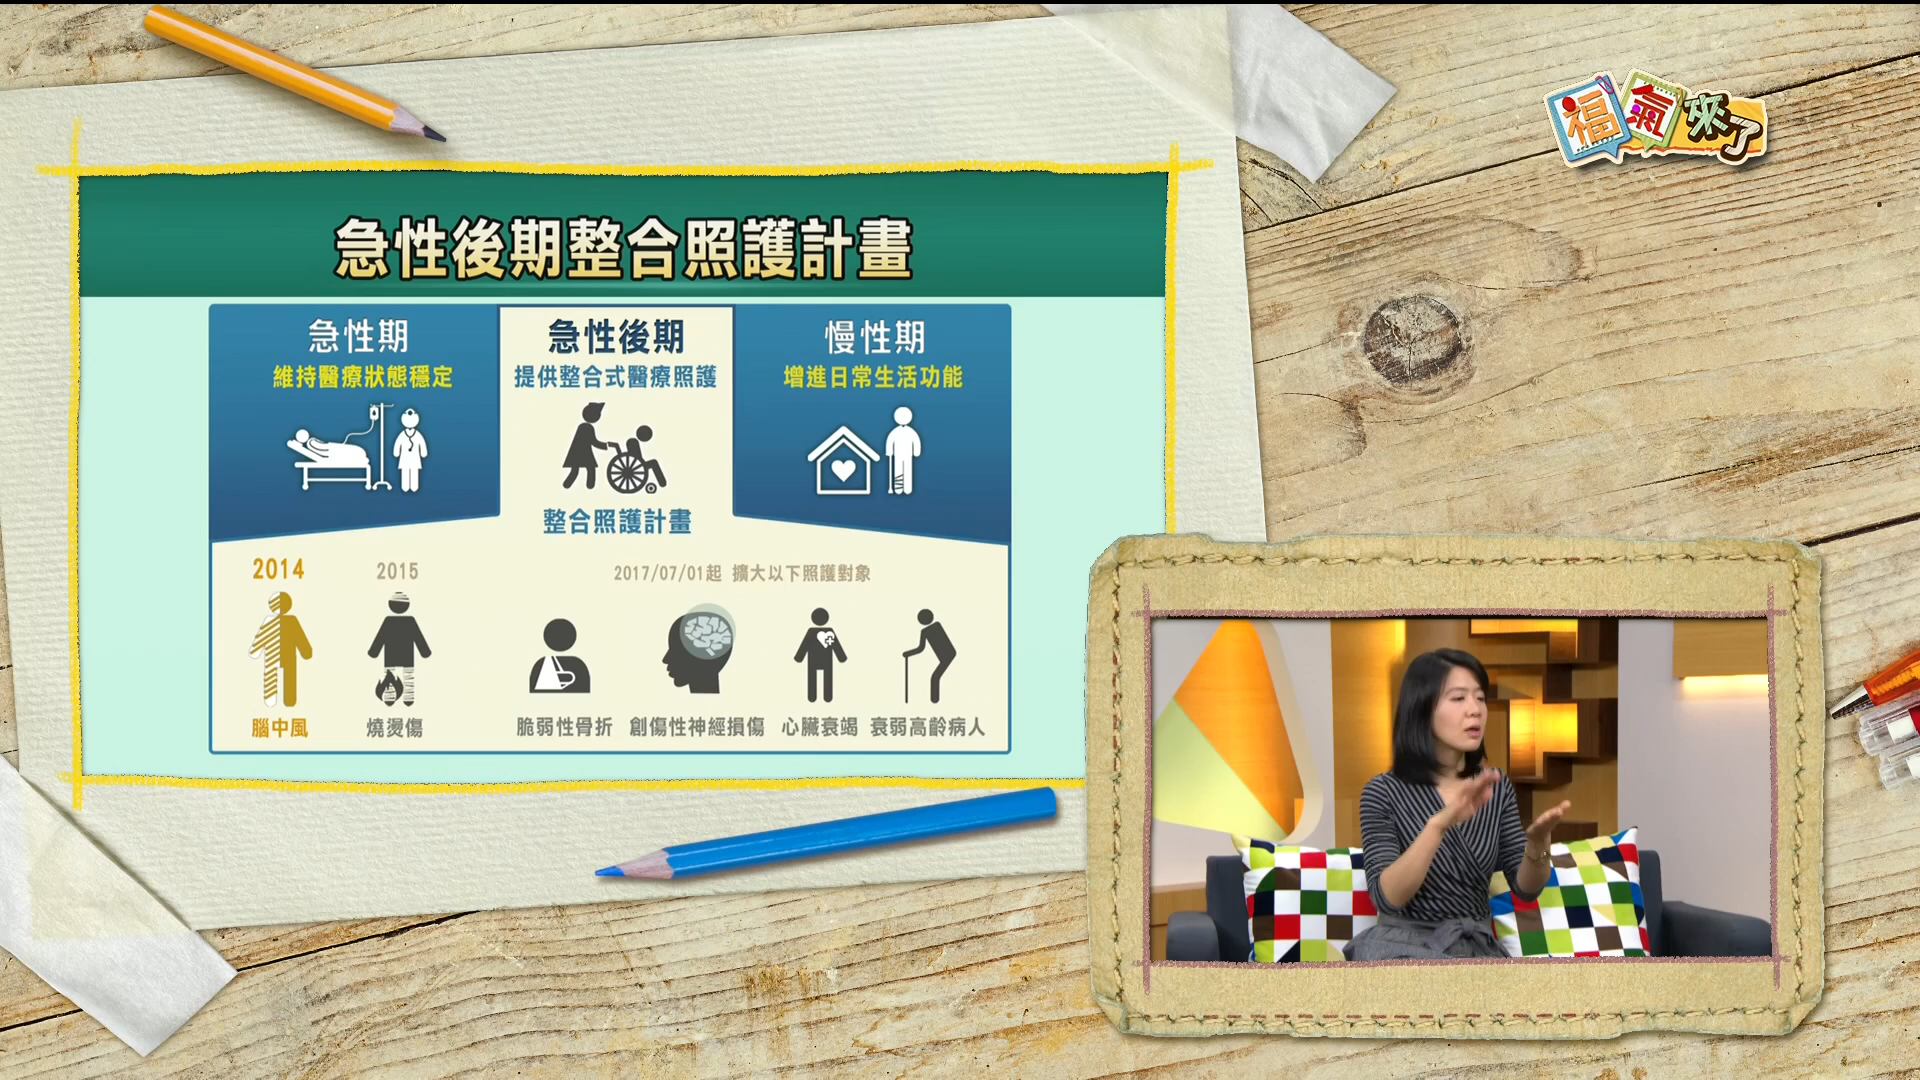 福氣來了
急性後期整合照護計畫
急性期
維持醫療狀態穩定
急性後期
提供整合式醫療照護
整合照護計畫
慢性期
增進日常生活功能
2014
腦中風
2015
燒燙傷
2017/07/01起 擴大以下照護對象
脆弱性骨折
創傷性神經損傷
心臟衰竭
衰弱高齡病人